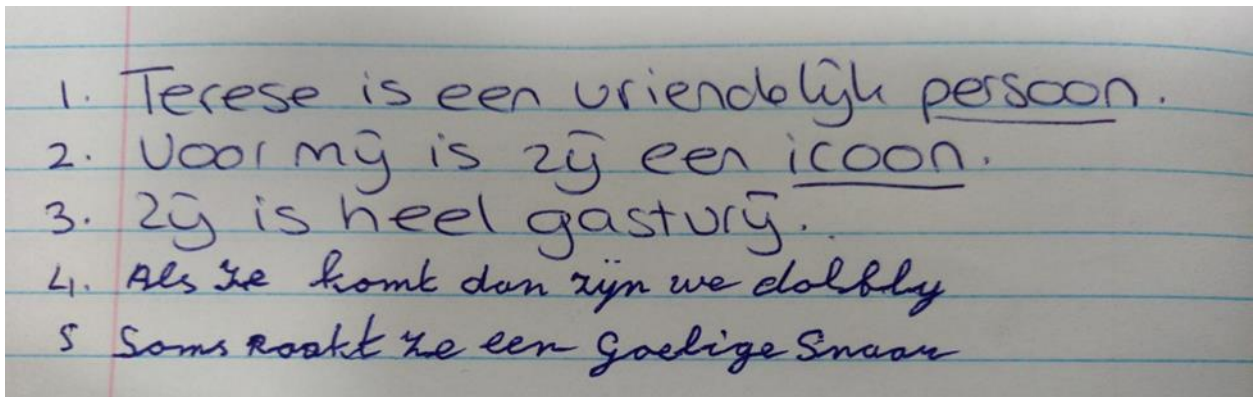 1. Terese is een vriendelijk persoon.
2. Voor mij is zij een icoon.
3. Zij is heel gastvrij.
4. Als ze komt dan zijn we dolblij
5 Soms raakt ze een goelige Snaar